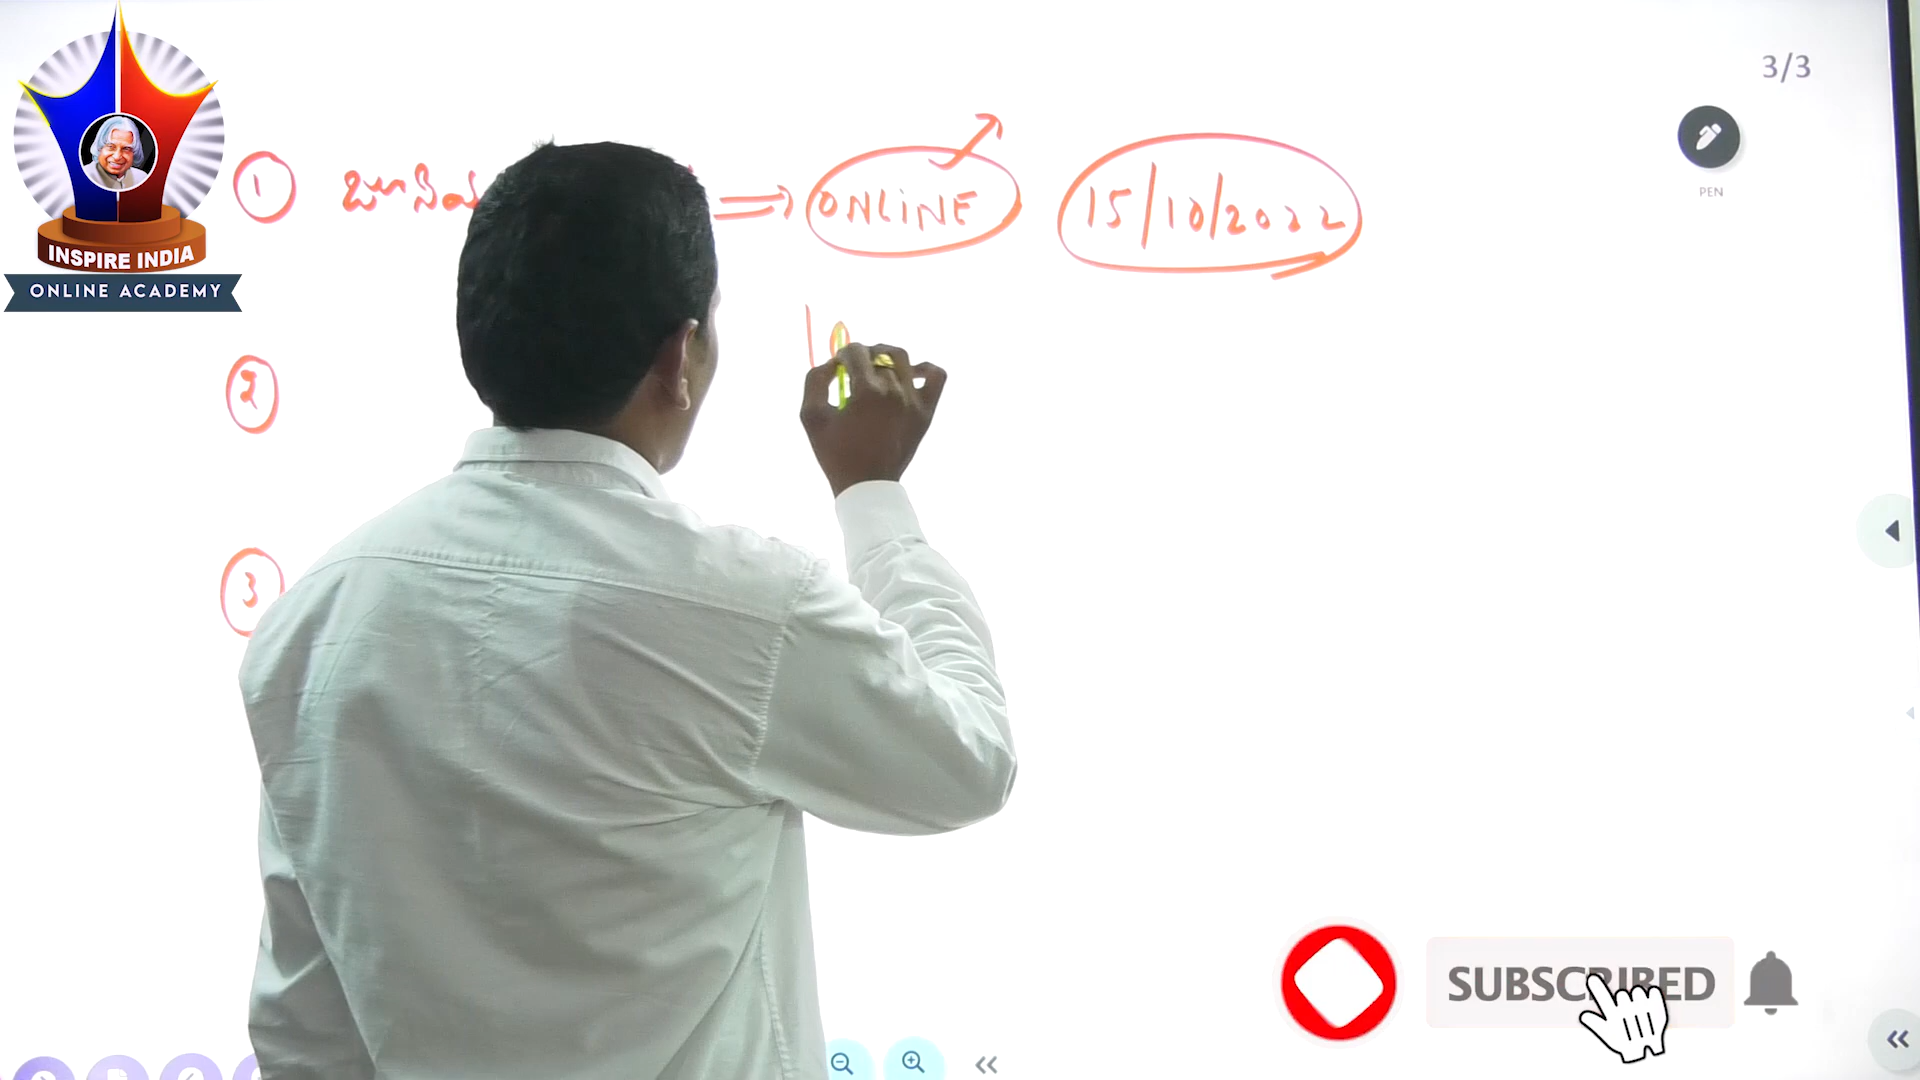 3/3
PEN
1 => ONLINE 15/10/2022
INSPIRE INDIA
ONLINE ACADEMY
2
3
SUBSCRIBED